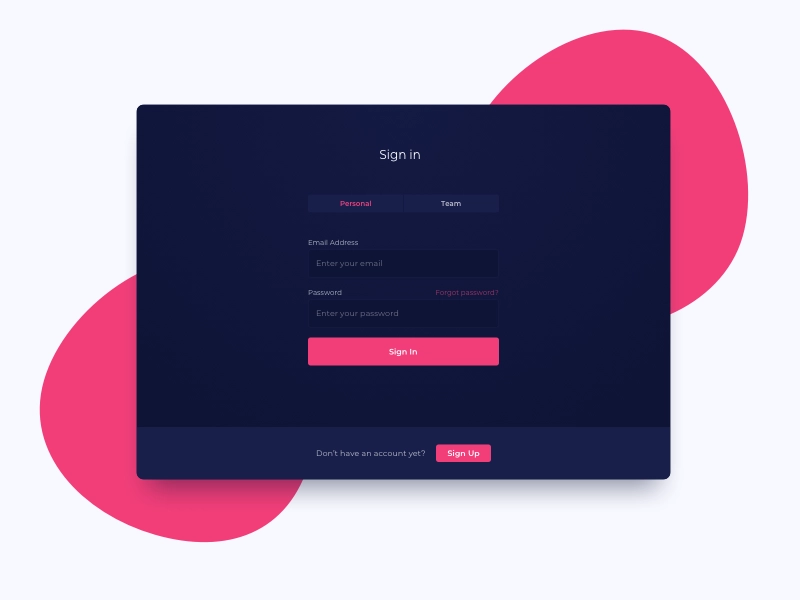 Sign in
Personal Team
Email Address
Enter your email
Password Forgot password?
Enter your password
Sign In
Don't have an account yet? Sign Up